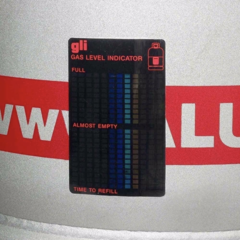 gli
GAS LEVEL INDICATOR
FULL
WWW.ALU
ALMOST EMPTY
TIME TO REFILL